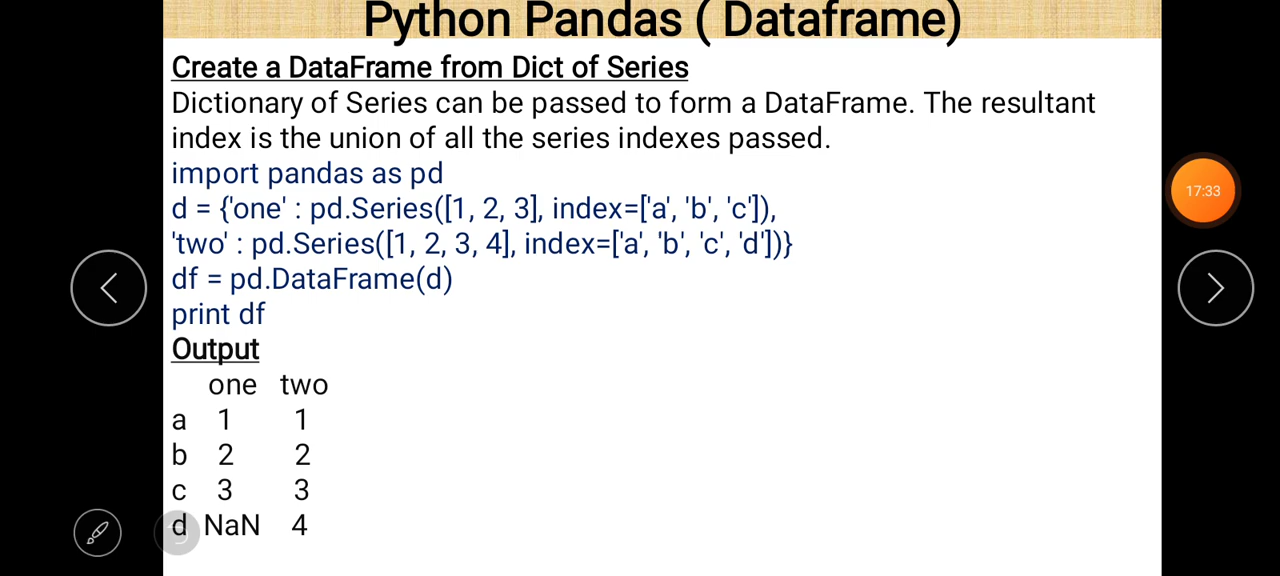 Python Pandas ( Dataframe)
Create a DataFrame from Dict of Series
Dictionary of Series can be passed to form a DataFrame. The resultant
index is the union of all the series indexes passed.
import pandas as pd
d = {'one' : pd.Series([1, 2, 3], index=['a', 'b', 'c']),
'two' : pd.Series([1, 2, 3, 4], index=['a', 'b', 'c', 'd'])}
df = pd.DataFrame(d)
print df
Output
one two
a 1 1
b 2 2
c 3 3
d NaN 4
17:33